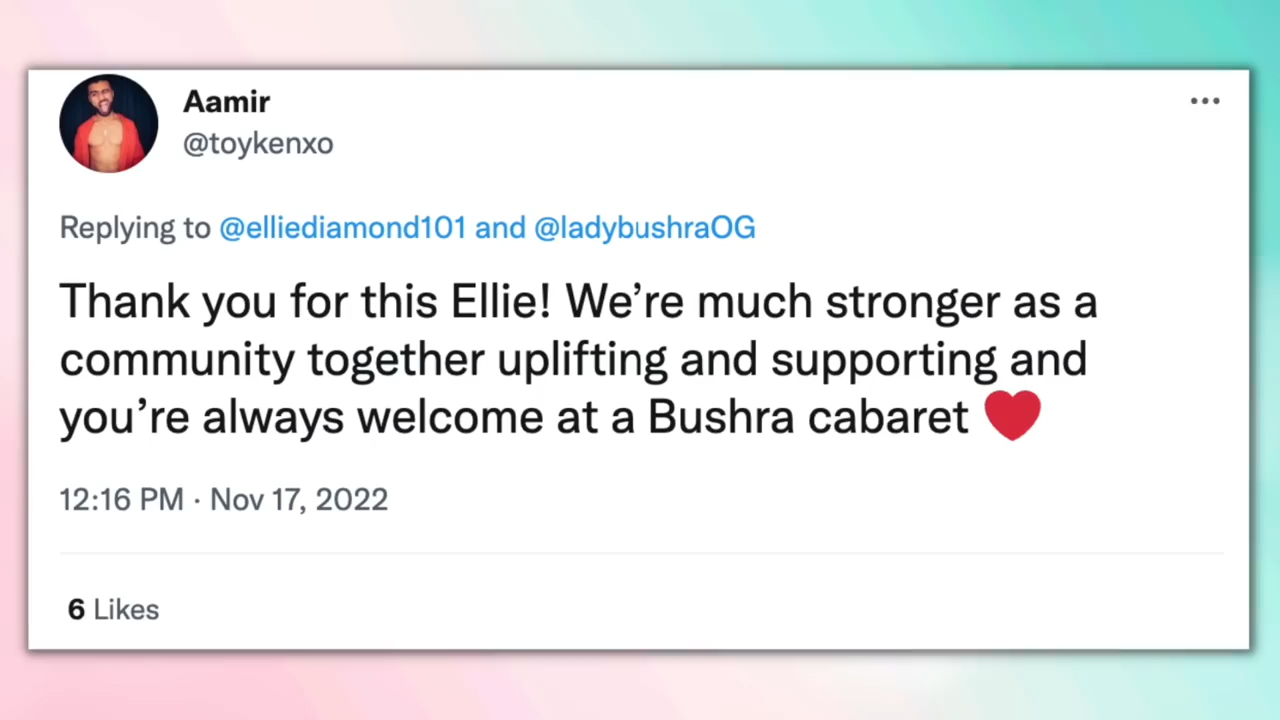 Aamir
@toykenxo
Replying to @elliediamond101 and @ladybushraOG
Thank you for this Ellie! We’re much stronger as a
community together uplifting and supporting and
you’re always welcome at a Bushra cabaret ❤️
12:16 PM · Nov 17, 2022
6 Likes